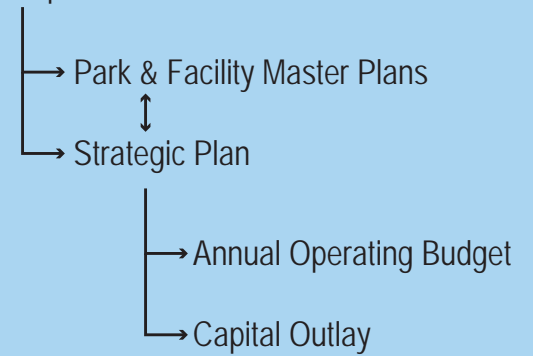 Park & Facility Master Plans
Strategic Plan
Annual Operating Budget
Capital Outlay